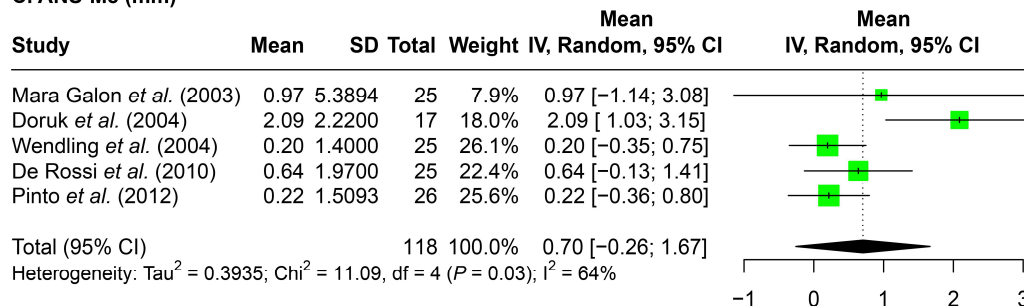 Mean Mean
Study Mean SD Total Weight IV, Random, 95% CI IV, Random, 95% CI
Mara Galon et al. (2003) 0.97 5.3894 25 7.9% 0.97 [−1.14; 3.08]
Doruk et al. (2004) 2.09 2.2200 17 18.0% 2.09 [ 1.03; 3.15]
Wendling et al. (2004) 0.20 1.4000 25 26.1% 0.20 [−0.35; 0.75]
De Rossi et al. (2010) 0.64 1.9700 25 22.4% 0.64 [−0.13; 1.41]
Pinto et al. (2012) 0.22 1.5093 26 25.6% 0.22 [−0.36; 0.80]
Total (95% CI) 118 100.0% 0.70 [−0.26; 1.67]
Heterogeneity: Tau² = 0.3935; Chi² = 11.09, df = 4 (P = 0.03); I² = 64%
−1 0 1 2 3